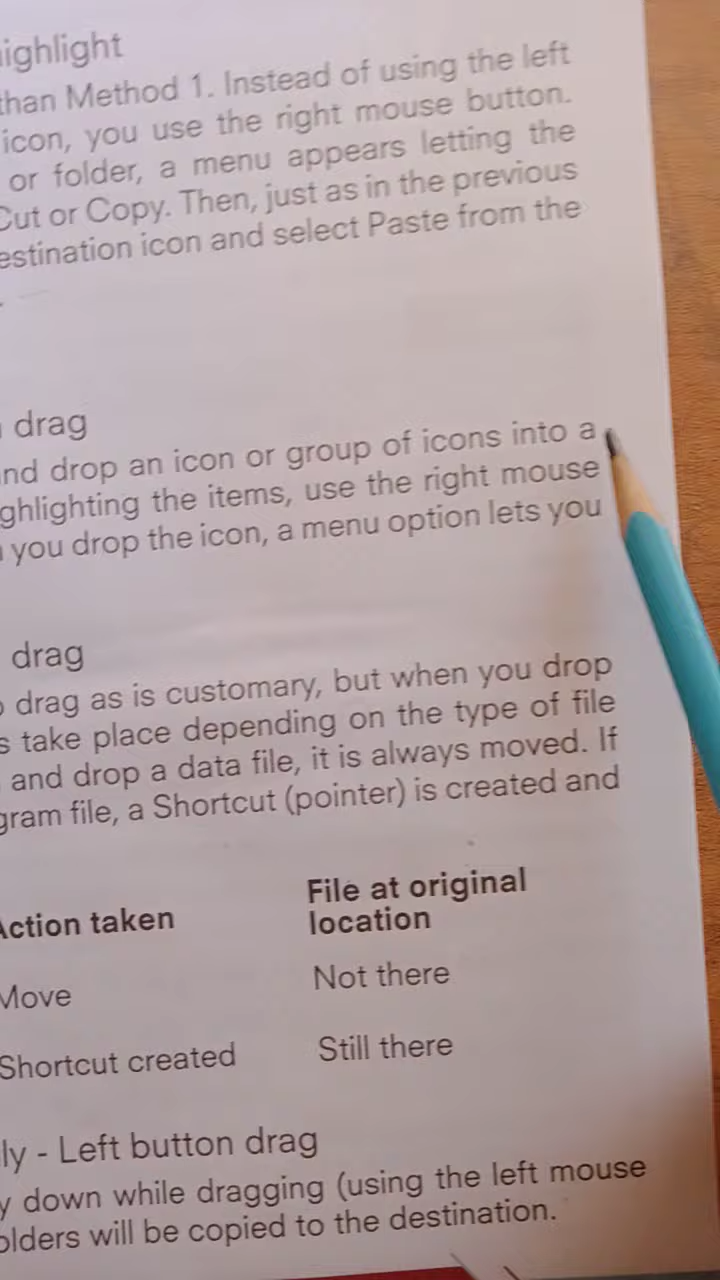 ighlight
than Method 1. Instead of using the left
icon, you use the right mouse button.
or folder, a menu appears letting the
Cut or Copy. Then, just as in the previous
estination icon and select Paste from the
drag
nd drop an icon or group of icons into a
ghlighting the items, use the right mouse
you drop the icon, a menu option lets you
drag
drag as is customary, but when you drop
s take place depending on the type of file
and drop a data file, it is always moved. If
gram file, a Shortcut (pointer) is created and
Action taken
File at original
location
Move
Not there
Shortcut created
Still there
ly - Left button drag
y down while dragging (using the left mouse
olders will be copied to the destination.